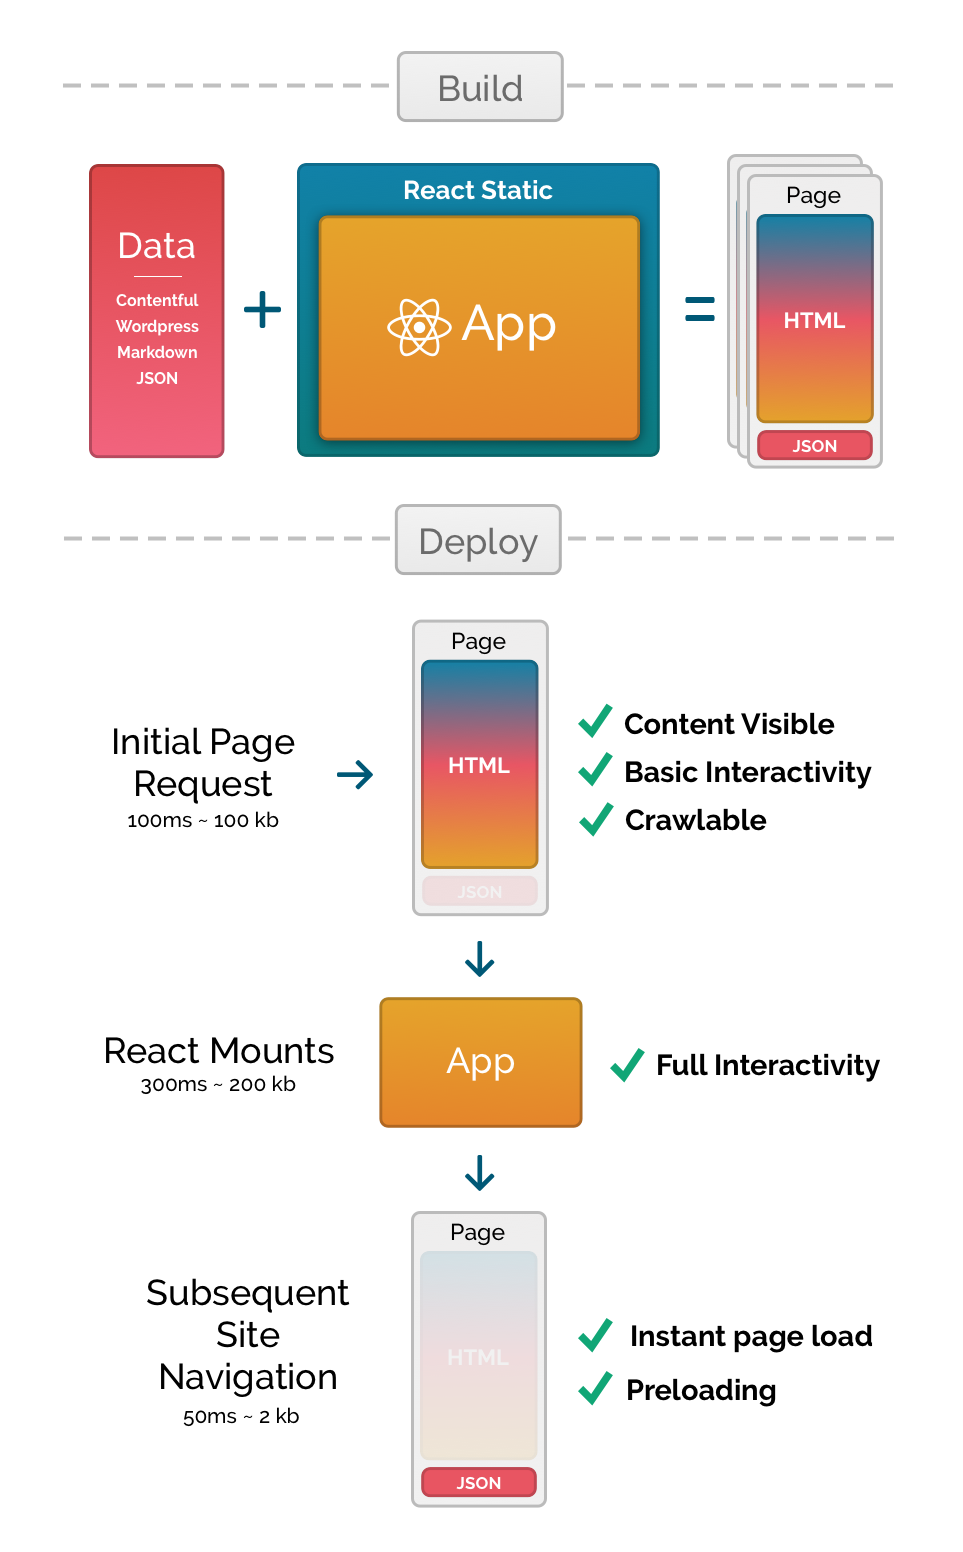 Build
Data
Contentful
Wordpress
Markdown
JSON
+
React Static
App
=
Page
HTML
JSON
Deploy
Initial Page
Request
100ms ~ 100 kb
Page
HTML
JSON
Content Visible
Basic Interactivity
Crawlable
React Mounts
300ms ~ 200 kb
App
Full Interactivity
Subsequent
Site
Navigation
50ms ~ 2 kb
Page
HTML
JSON
Instant page load
Preloading